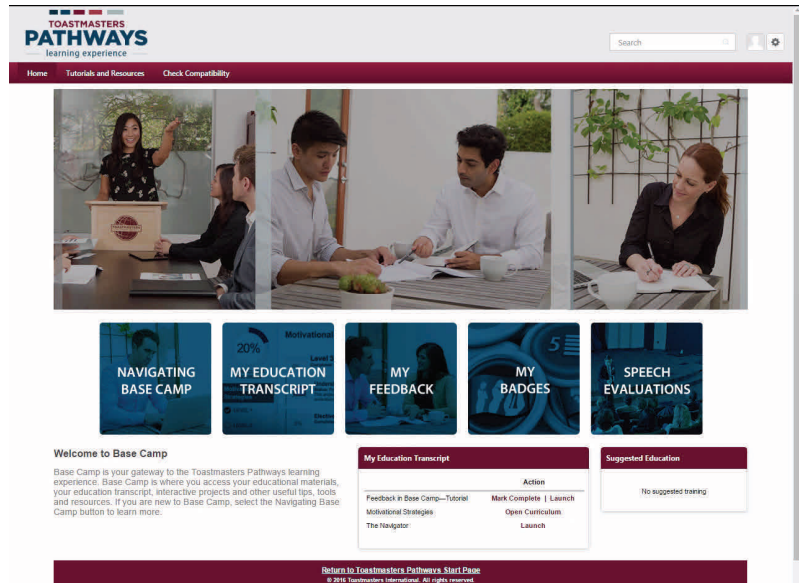 TOASTMASTERS
PATHWAYS
learning experience
Search
Home Tutorials and Resources Check Compatibility
TOASTMASTERS
NAVIGATING
BASE CAMP
20%
Motivational
Level
MY EDUCATION
TRANSCRIPT
MY
FEEDBACK
5
MY
BADGES
SPEECH
EVALUATIONS
Welcome to Base Camp
Base Camp is your gateway to the Toastmasters Pathways learning
experience. Base Camp is where you access your educational materials,
your education transcript, interactive projects and other useful tips, tools
and resources. If you are new to Base Camp, select the Navigating Base
Camp button to learn more.
My Education Transcript
Action
Feedback in Base Camp—Tutorial Mark Complete | Launch
Motivational Strategies Open Curriculum
The Navigator Launch
Suggested Education
No suggested training
Return to Toastmasters Pathways Start Page
© 2016 Toastmasters International. All rights reserved.